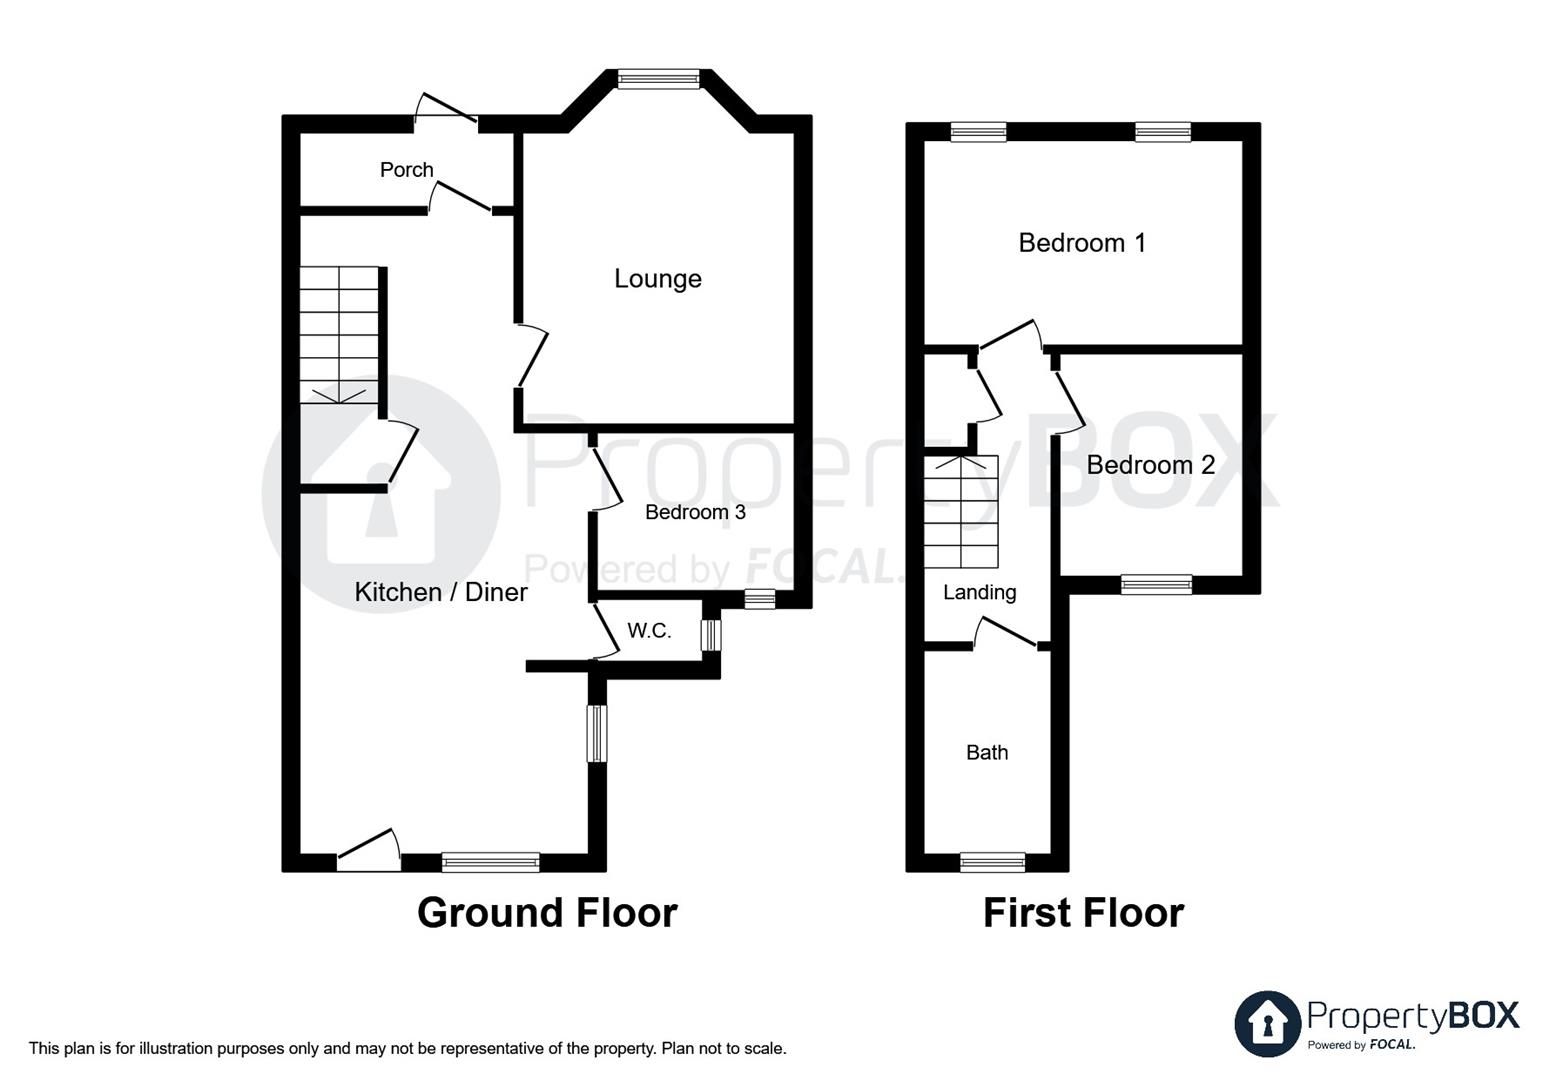 Porch
Lounge
Bedroom 1
PropertyBOX
Powered by FOCAL.
Bedroom 2
Bedroom 3
Kitchen / Diner
Landing
W.C.
Bath
Ground Floor
First Floor
PropertyBOX
Powered by FOCAL.
This plan is for illustration purposes only and may not be representative of the property. Plan not to scale.